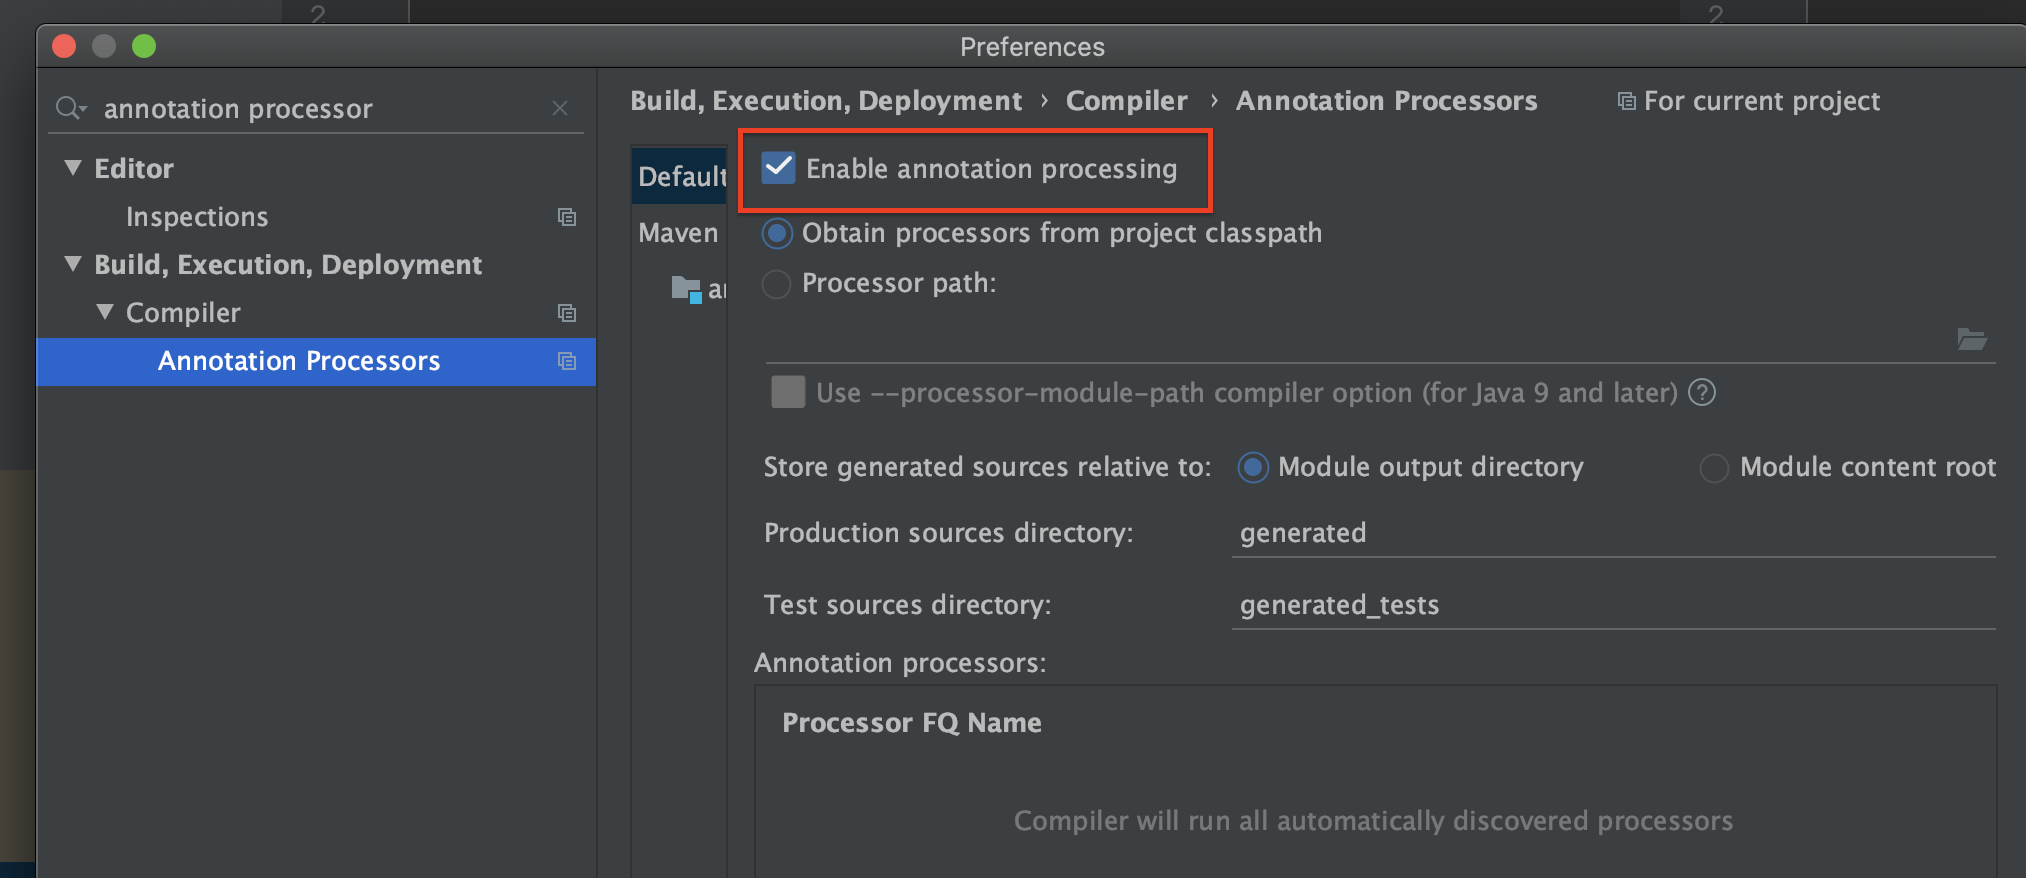 2
2
Preferences
annotation processor
Editor
Inspections
Build, Execution, Deployment
Compiler
Annotation Processors
Build, Execution, Deployment › Compiler › Annotation Processors
For current project
Default
Maven
Enable annotation processing
Obtain processors from project classpath
Processor path:
Use --processor-module-path compiler option (for Java 9 and later) ?
Store generated sources relative to: Module output directory Module content root
Production sources directory: generated
Test sources directory: generated_tests
Annotation processors:
Processor FQ Name
Compiler will run all automatically discovered processors